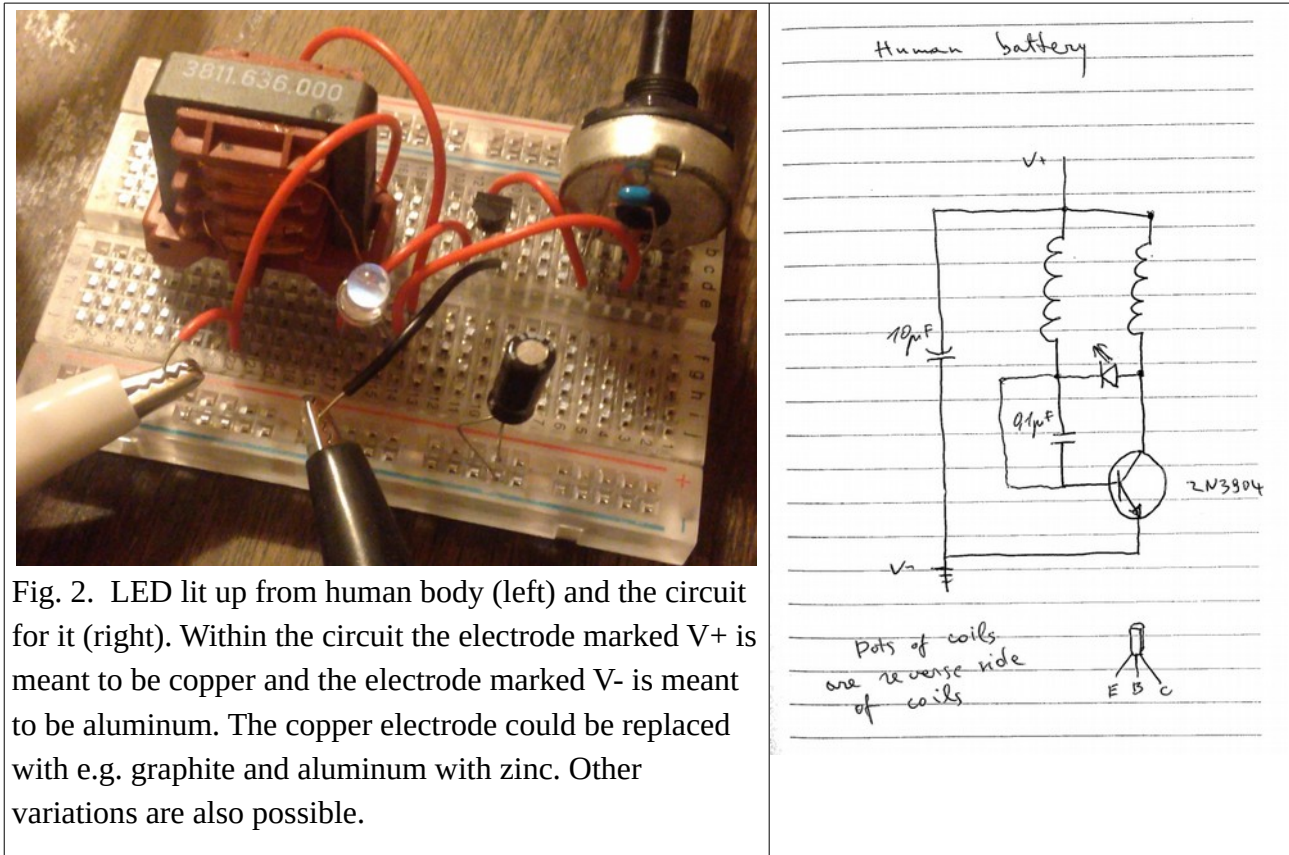 3811.636.000
a b c d e
f g h i j
Fig. 2.  LED lit up from human body (left) and the circuit
for it (right). Within the circuit the electrode marked V+ is
meant to be copper and the electrode marked V- is meant
to be aluminum. The copper electrode could be replaced
with e.g. graphite and aluminum with zinc. Other
variations are also possible.
Human battery
V+
10µF
0,1µF
2N3904
V-
Dots of coils
are reverse side
of coils
E B C